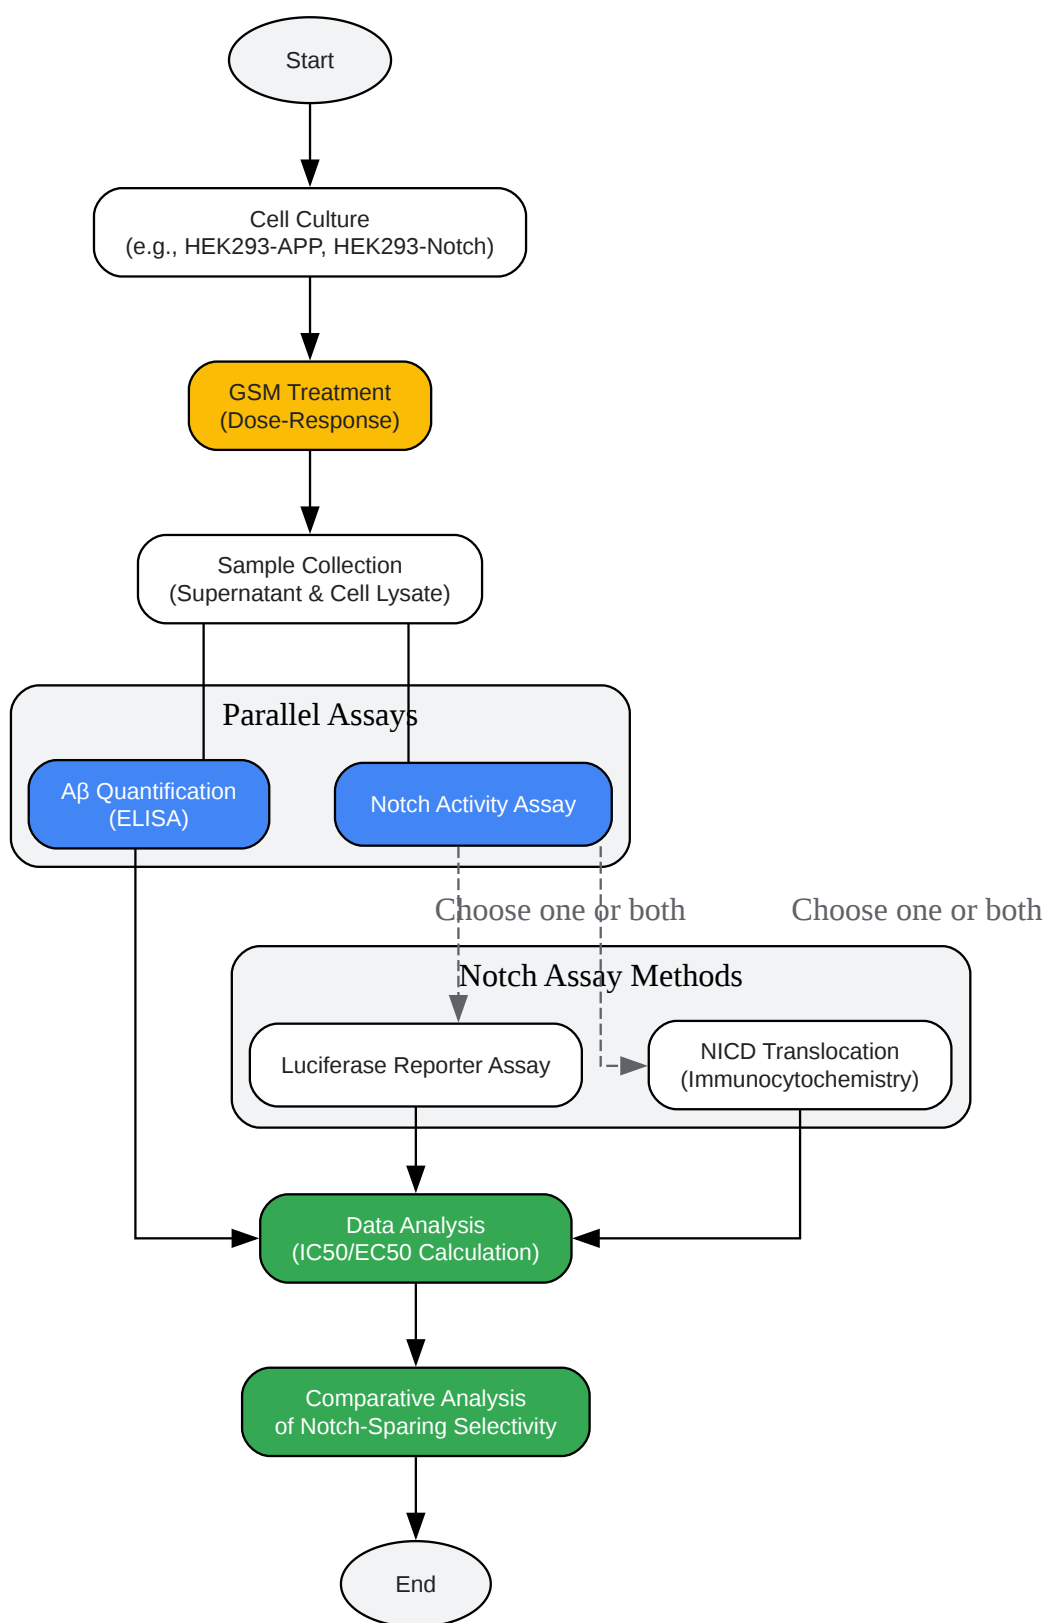 Start
Cell Culture
(e.g., HEK293-APP, HEK293-Notch)
GSM Treatment
(Dose-Response)
Sample Collection
(Supernatant & Cell Lysate)
Parallel Assays
Aβ Quantification
(ELISA)
Notch Activity Assay
Choose one or both
Choose one or both
Notch Assay Methods
Luciferase Reporter Assay
NICD Translocation
(Immunocytochemistry)
Data Analysis
(IC50/EC50 Calculation)
Comparative Analysis
of Notch-Sparing Selectivity
End